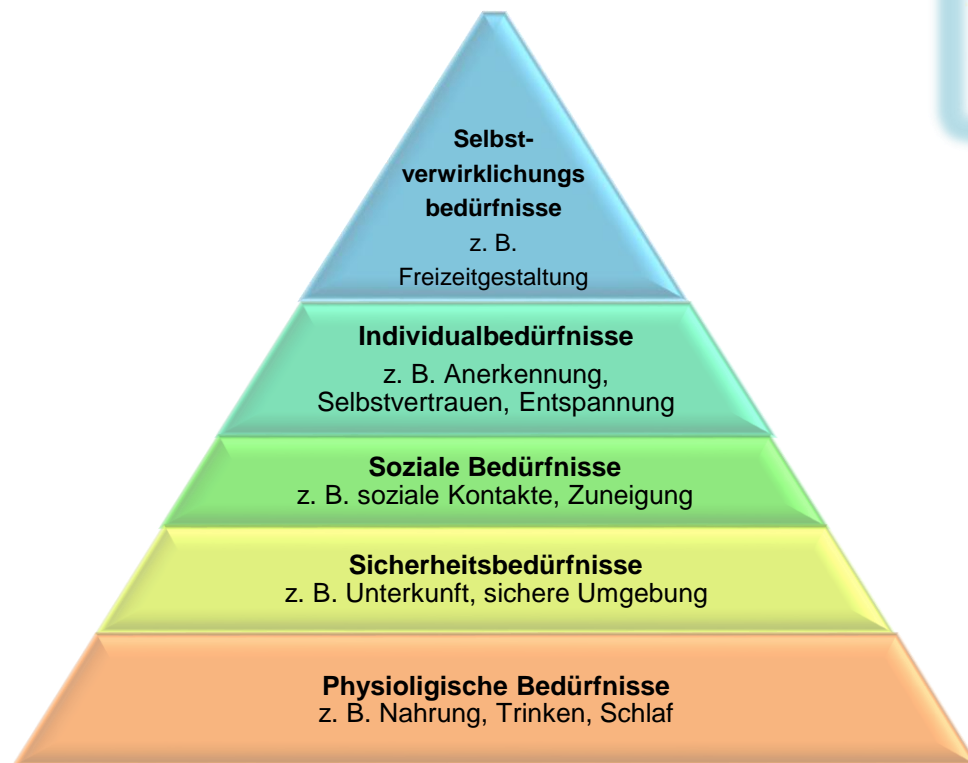 Selbst-
verwirklichungs
bedürfnisse
z. B.
Freizeitgestaltung
Individualbedürfnisse
z. B. Anerkennung,
Selbstvertrauen, Entspannung
Soziale Bedürfnisse
z. B. soziale Kontakte, Zuneigung
Sicherheitsbedürfnisse
z. B. Unterkunft, sichere Umgebung
Physioligische Bedürfnisse
z. B. Nahrung, Trinken, Schlaf